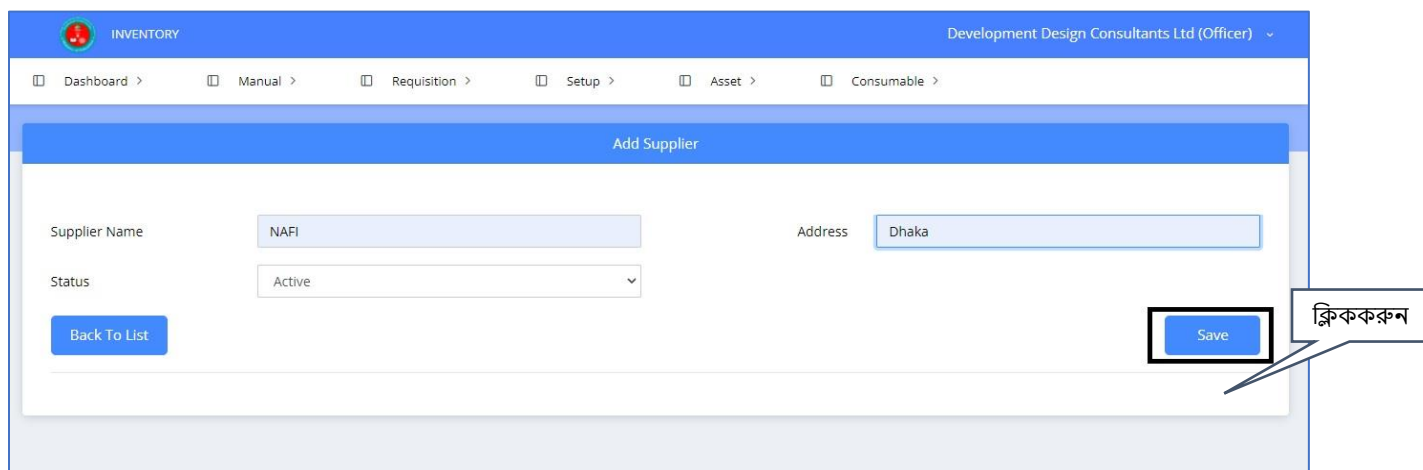 INVENTORY Development Design Consultants Ltd (Officer)
Dashboard > Manual > Requisition > Setup > Asset > Consumable >
Add Supplier
Supplier Name NAFI Address Dhaka
Status Active
ক্লিককরুন
Back To List Save